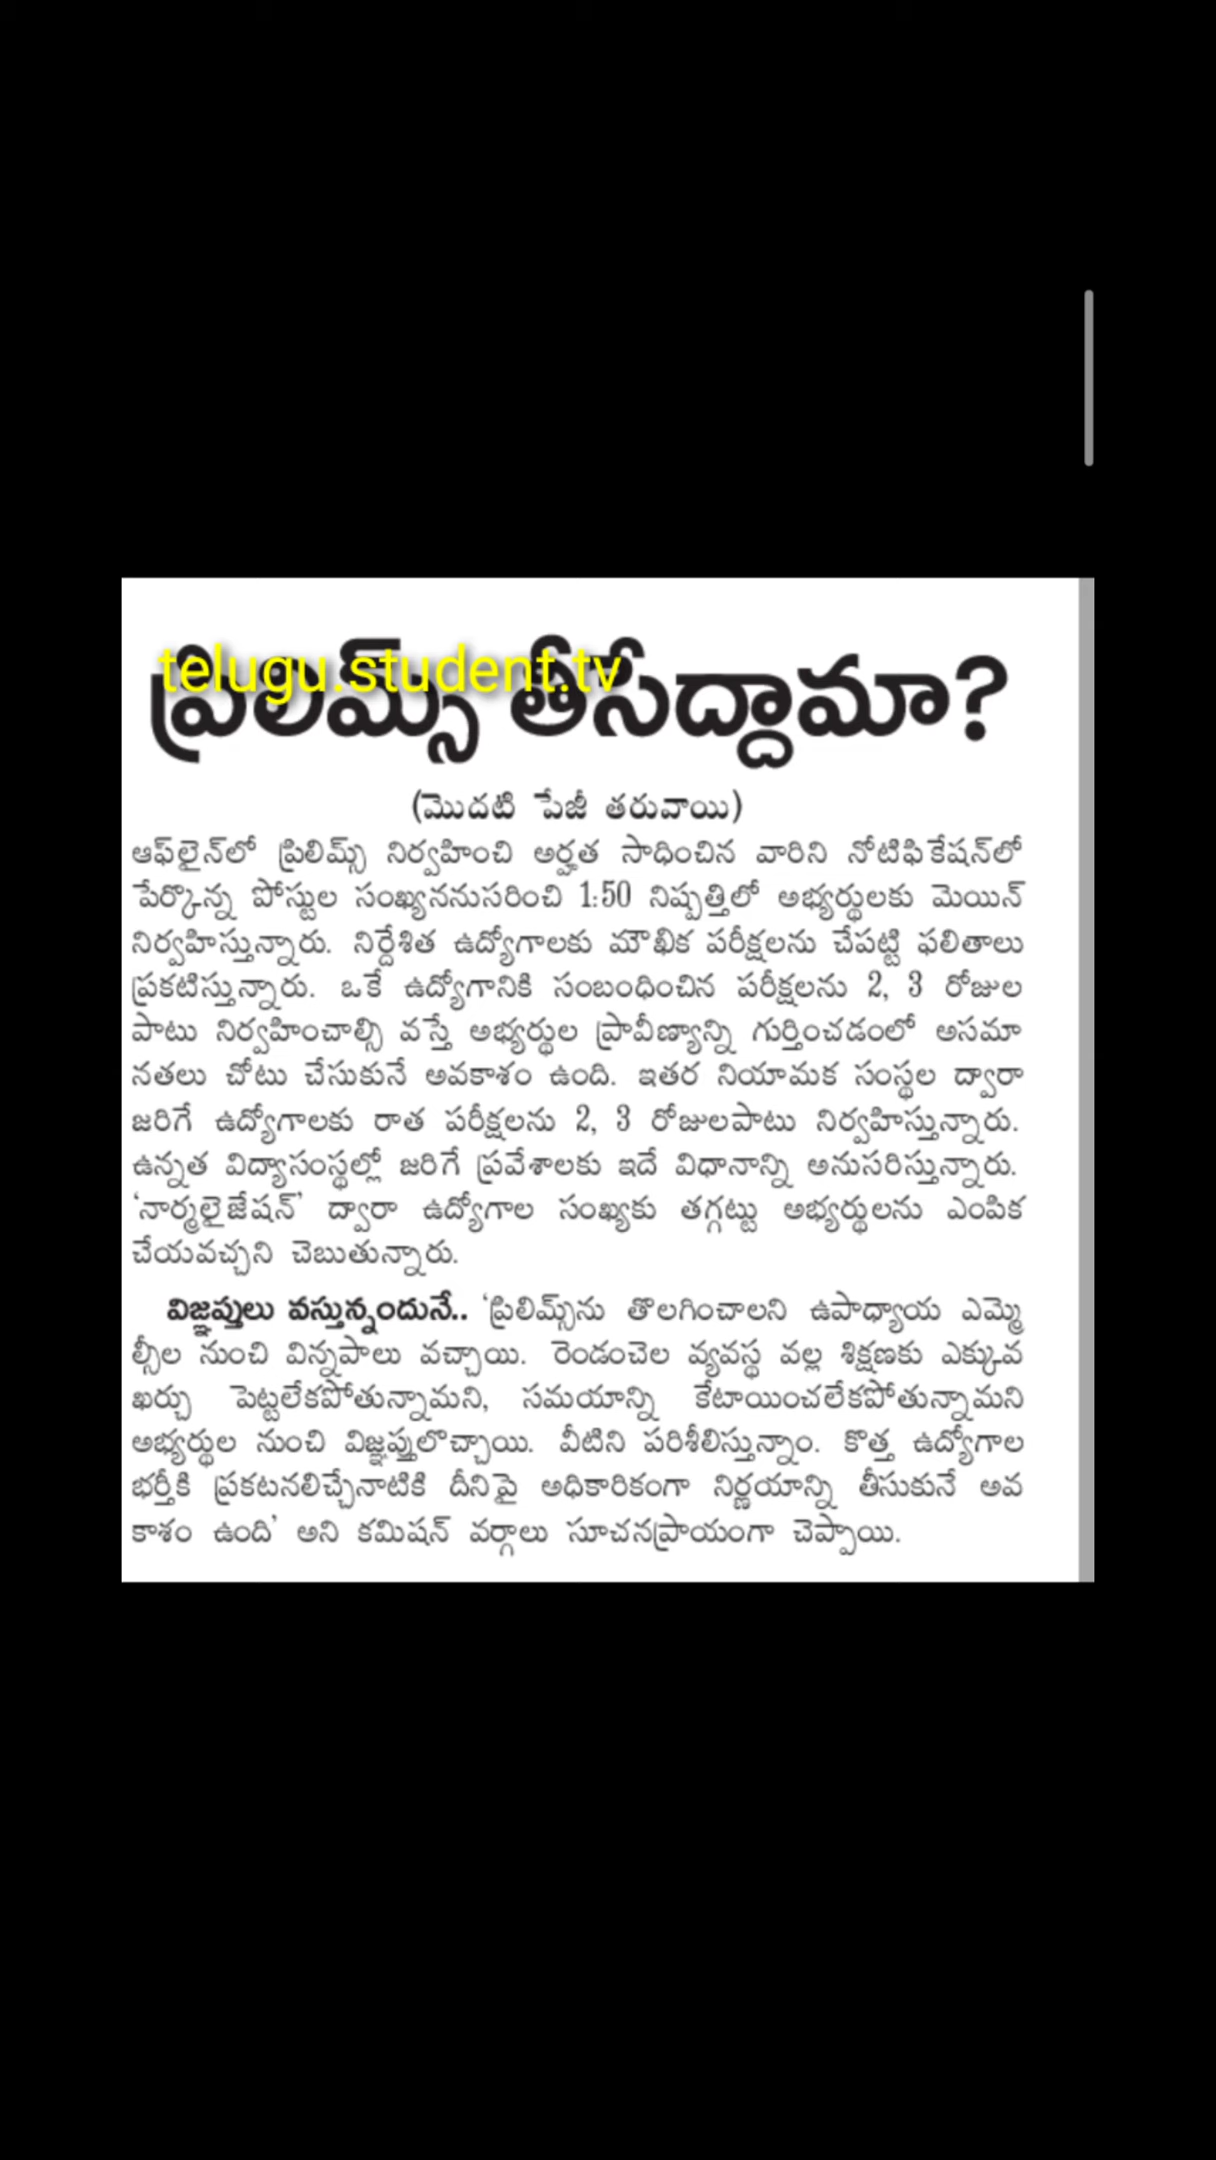 telugu.student.tv
ప్రిలిమ్స్ తీసేద్దామా?
(మొదటి పేజీ తరువాయి)
ఆఫ్‌లైన్‌లో ప్రిలిమ్స్ నిర్వహించి అర్హత సాధించిన వారిని నోటిఫికేషన్‌లో
పేర్కొన్న పోస్టుల సంఖ్యననుసరించి 1:50 నిష్పత్తిలో అభ్యర్థులకు మెయిన్
నిర్వహిస్తున్నారు. నిర్దేశిత ఉద్యోగాలకు మౌఖిక పరీక్షలను చేపట్టి ఫలితాలు
ప్రకటిస్తున్నారు. ఒకే ఉద్యోగానికి సంబంధించిన పరీక్షలను 2, 3 రోజుల
పాటు నిర్వహించాల్సి వస్తే అభ్యర్థుల ప్రావీణ్యాన్ని గుర్తించడంలో అసమా
నతలు చోటు చేసుకునే అవకాశం ఉంది. ఇతర నియామక సంస్థల ద్వారా
జరిగే ఉద్యోగాలకు రాత పరీక్షలను 2, 3 రోజులపాటు నిర్వహిస్తున్నారు.
ఉన్నత విద్యాసంస్థల్లో జరిగే ప్రవేశాలకు ఇదే విధానాన్ని అనుసరిస్తున్నారు.
‘నార్మలైజేషన్’ ద్వారా ఉద్యోగాల సంఖ్యకు తగ్గట్టు అభ్యర్థులను ఎంపిక
చేయవచ్చని చెబుతున్నారు.
విజ్ఞప్తులు వస్తున్నందునే.. ‘ప్రిలిమ్స్‌ను తొలగించాలని ఉపాధ్యాయ ఎమ్మె
ల్సీల నుంచి విన్నపాలు వచ్చాయి. రెండంచెల వ్యవస్థ వల్ల శిక్షణకు ఎక్కువ
ఖర్చు పెట్టలేకపోతున్నామని, సమయాన్ని కేటాయించలేకపోతున్నామని
అభ్యర్థుల నుంచి విజ్ఞప్తులొచ్చాయి. వీటిని పరిశీలిస్తున్నాం. కొత్త ఉద్యోగాల
భర్తీకి ప్రకటనలిచ్చేనాటికి దీనిపై అధికారికంగా నిర్ణయాన్ని తీసుకునే అవ
కాశం ఉంది’ అని కమిషన్ వర్గాలు సూచనప్రాయంగా చెప్పాయి.